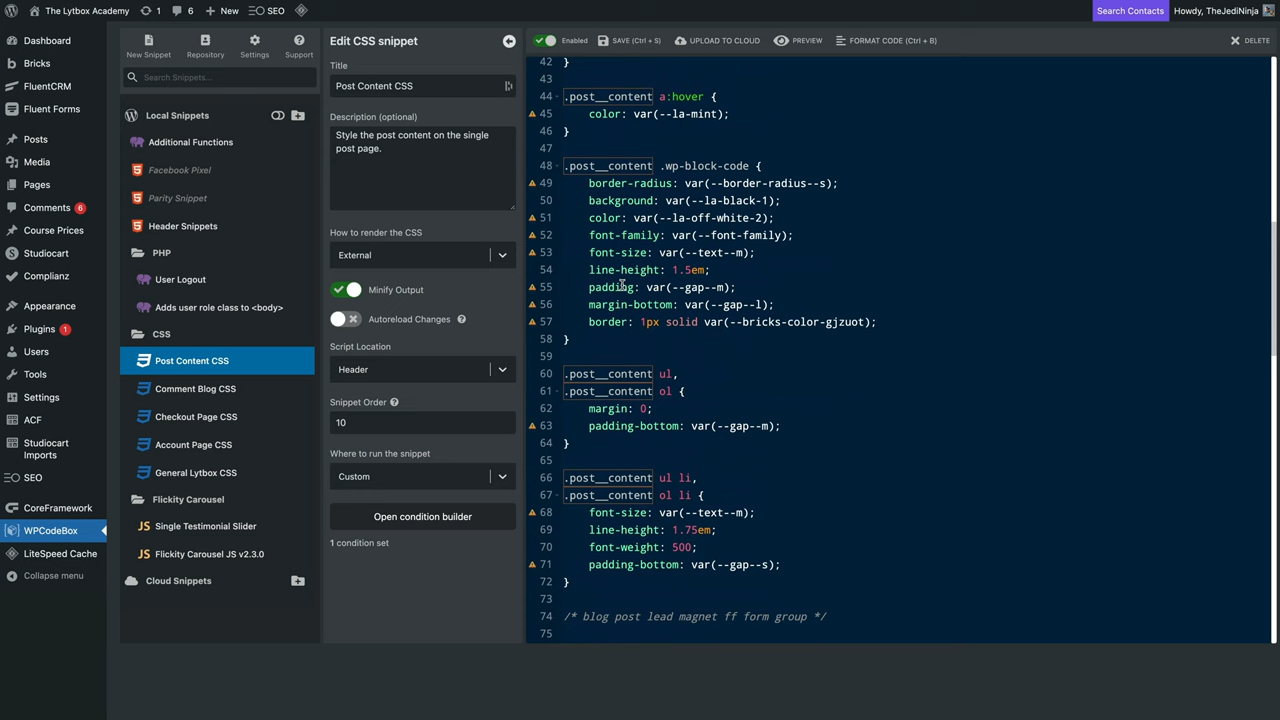 The Lytbox Academy
1
6
New
SEO
Search Contacts
Howdy, TheJediNinja
Dashboard
Bricks
FluentCRM
Fluent Forms
Posts
Media
Pages
Comments 6
Course Prices
Studiocart
Complianz
Appearance
Plugins 1
Users
Tools
Settings
ACF
Studiocart
Imports
SEO
CoreFramework
WPCodeBox
LiteSpeed Cache
Collapse menu
New Snippet
Repository
Settings
Support
Search Snippets...
Local Snippets
Additional Functions
Facebook Pixel
Parity Snippet
Header Snippets
PHP
User Logout
Adds user role class to <body>
CSS
Post Content CSS
Comment Blog CSS
Checkout Page CSS
Account Page CSS
General Lytbox CSS
Flickity Carousel
JS Single Testimonial Slider
JS Flickity Carousel JS v2.3.0
Cloud Snippets
Edit CSS snippet
Title
Post Content CSS
Description (optional)
Style the post content on the single
post page.
How to render the CSS
External
Minify Output
Autoreload Changes
Script Location
Header
Snippet Order
10
Where to run the snippet
Custom
Open condition builder
1 condition set
Enabled
SAVE (Ctrl + S)
UPLOAD TO CLOUD
PREVIEW
FORMAT CODE (Ctrl + B)
DELETE
42 }
43
44 .post__content a:hover {
45 color: var(--la-mint);
46 }
47
48 .post__content .wp-block-code {
49 border-radius: var(--border-radius--s);
50 background: var(--la-black-1);
51 color: var(--la-off-white-2);
52 font-family: var(--font-family);
53 font-size: var(--text--m);
54 line-height: 1.5em;
55 padding: var(--gap--m);
56 margin-bottom: var(--gap--l);
57 border: 1px solid var(--bricks-color-gjzuot);
58 }
59
60 .post__content ul,
61 .post__content ol {
62 margin: 0;
63 padding-bottom: var(--gap--m);
64 }
65
66 .post__content ul li,
67 .post__content ol li {
68 font-size: var(--text--m);
69 line-height: 1.75em;
70 font-weight: 500;
71 padding-bottom: var(--gap--s);
72 }
73
74 /* blog post lead magnet ff form group */
75